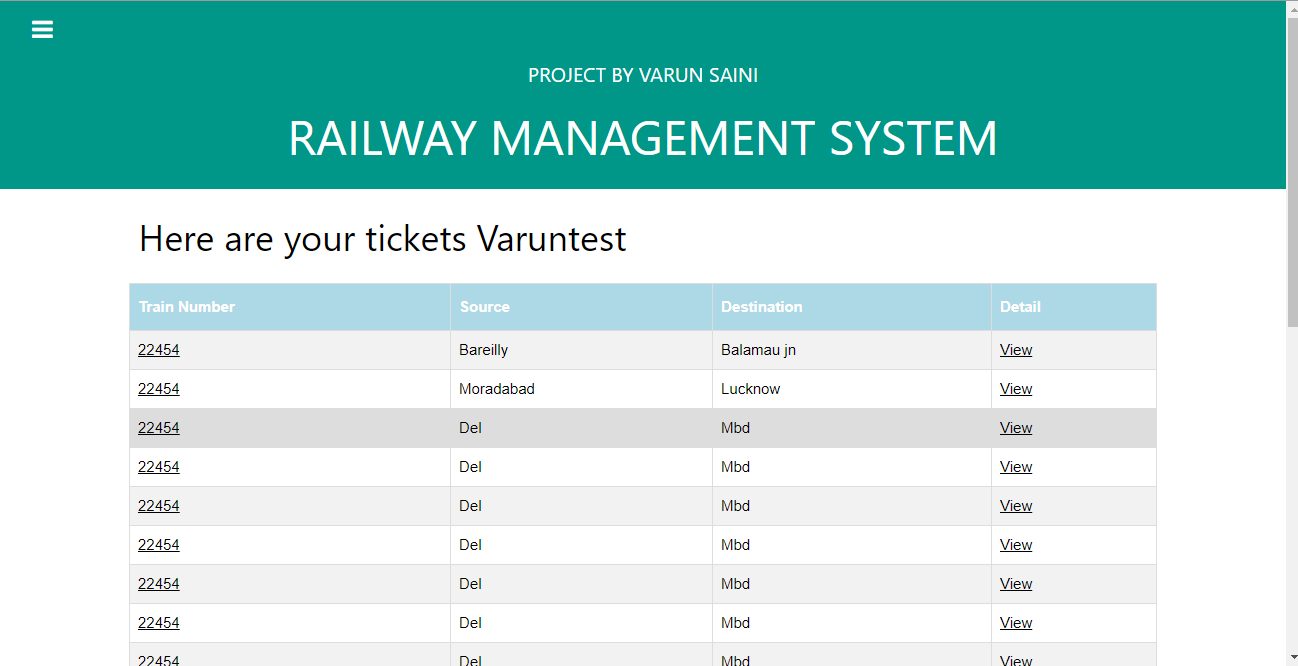 PROJECT BY VARUN SAINI
RAILWAY MANAGEMENT SYSTEM
Here are your tickets Varuntest
Train Number Source Destination Detail
22454 Bareilly Balamau jn View
22454 Moradabad Lucknow View
22454 Del Mbd View
22454 Del Mbd View
22454 Del Mbd View
22454 Del Mbd View
22454 Del Mbd View
22454 Del Mbd View
22454 Del Mbd View